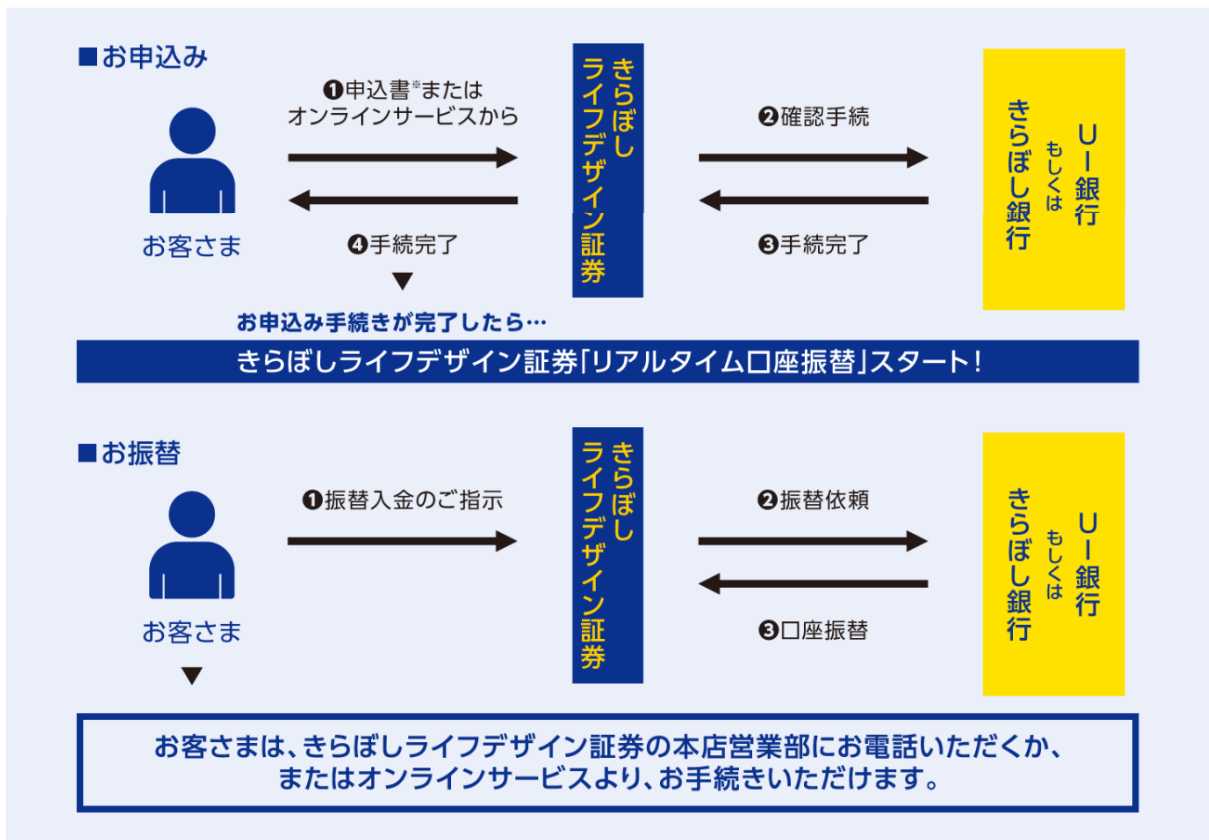 ■お申込み
❶申込書※または
オンラインサービスから
きらぼし
ライフデザイン証券
❷確認手続
UI銀行
もしくは
きらぼし銀行
お客さま
❹手続完了
❸手続完了
▼
お申込み手続きが完了したら…
きらぼしライフデザイン証券「リアルタイム口座振替」スタート！
■お振替
❶振替入金のご指示
きらぼし
ライフデザイン証券
❷振替依頼
UI銀行
もしくは
きらぼし銀行
お客さま
❸口座振替
▼
お客さまは、きらぼしライフデザイン証券の本店営業部にお電話いただくか、
またはオンラインサービスより、お手続きいただけます。